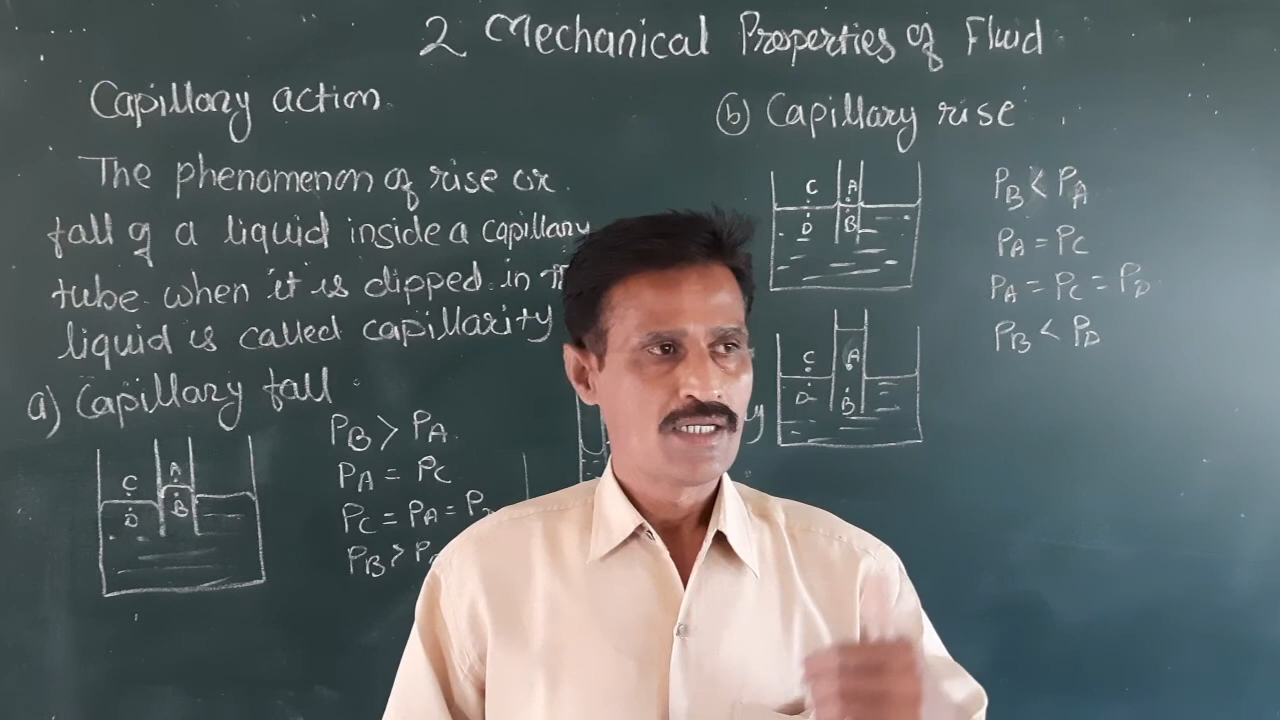 2 Mechanical Properties of Fluid
Capillary action
The phenomenon of rise or
fall of a liquid inside a capillary
tube when it is dipped in
liquid is called capillarity
a) Capillary fall
C A
D B
PB > PA
PA = PC
PC = PA = P
PB > P
y
(b) Capillary rise
C A
D B
PB < PA
PA = PC
PA = PC = PD
PB < PD
C A
D B